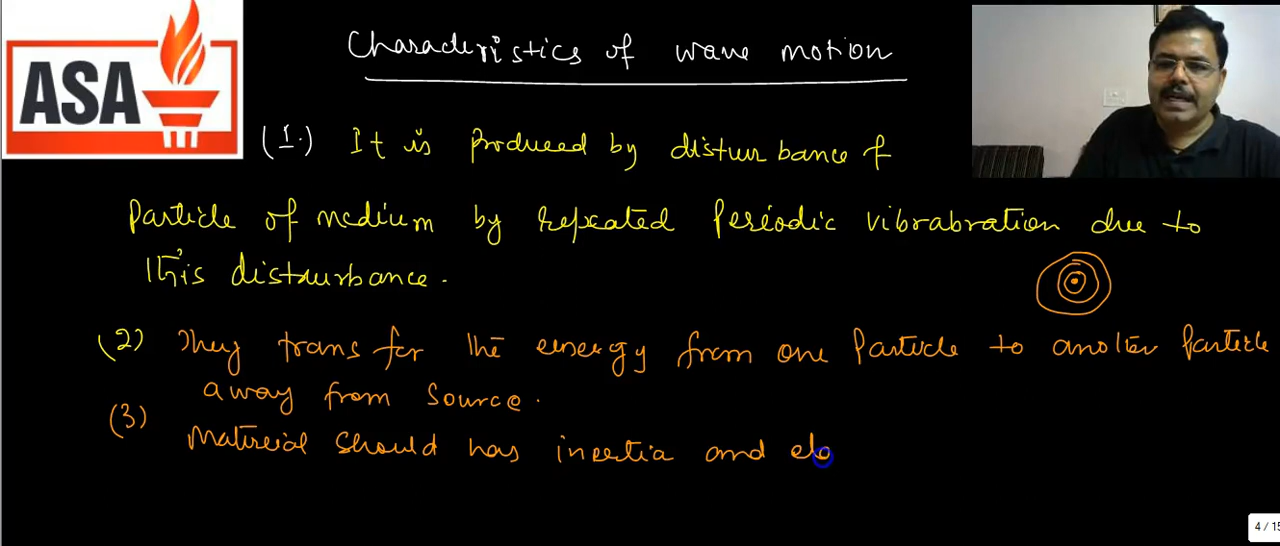 ASA
Characteristics of wave motion
(1.) It is produced by disturbance of
Particle of medium by repeated Periodic vibrabration due to
this disturbance.
(2) They transfor the energy from one Particle to another Particle
away from source.
(3)
Material should has inertia and ela
4 / 15